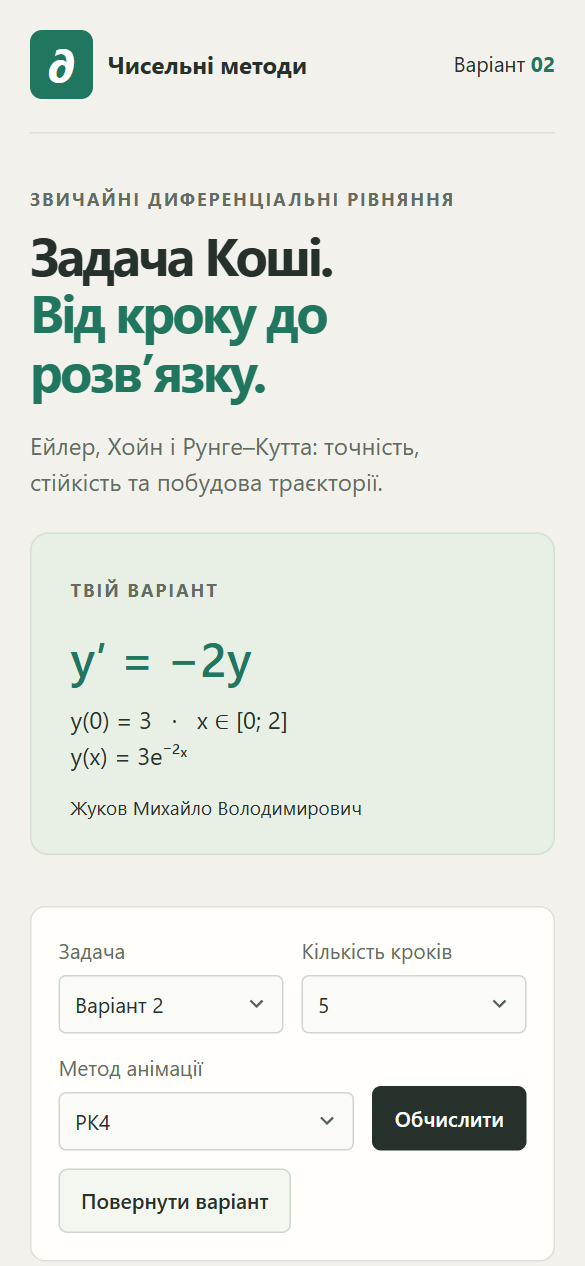 ∂ Чисельні методи Варіант 02
ЗВИЧАЙНІ ДИФЕРЕНЦІАЛЬНІ РІВНЯННЯ
Задача Коші.
Від кроку до
розв’язку.
Ейлер, Хойн і Рунге–Кутта: точність,
стійкість та побудова траєкторії.
ТВІЙ ВАРІАНТ
y′ = −2y
y(0) = 3 · x ∈ [0; 2]
y(x) = 3e⁻²ˣ
Жуков Михайло Володимирович
Задача Кількість кроків
Варіант 2 5
Метод анімації
РК4 Обчислити
Повернути варіант